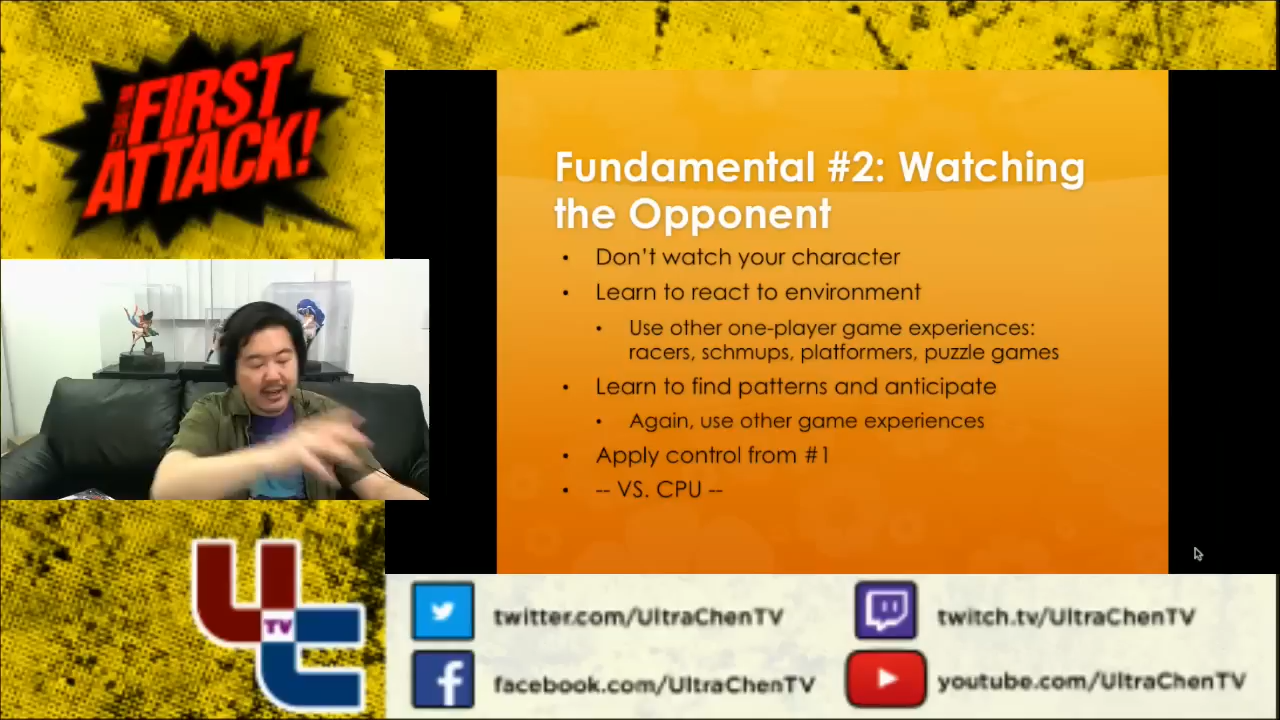 FIRST
ATTACK!
Fundamental #2: Watching
the Opponent
• Don't watch your character
• Learn to react to environment
• Use other one-player game experiences:
racers, schmups, platformers, puzzle games
• Learn to find patterns and anticipate
• Again, use other game experiences
• Apply control from #1
• -- VS. CPU --
UC
TV
twitter.com/UltraChenTV
twitch.tv/UltraChenTV
facebook.com/UltraChenTV
youtube.com/UltraChenTV